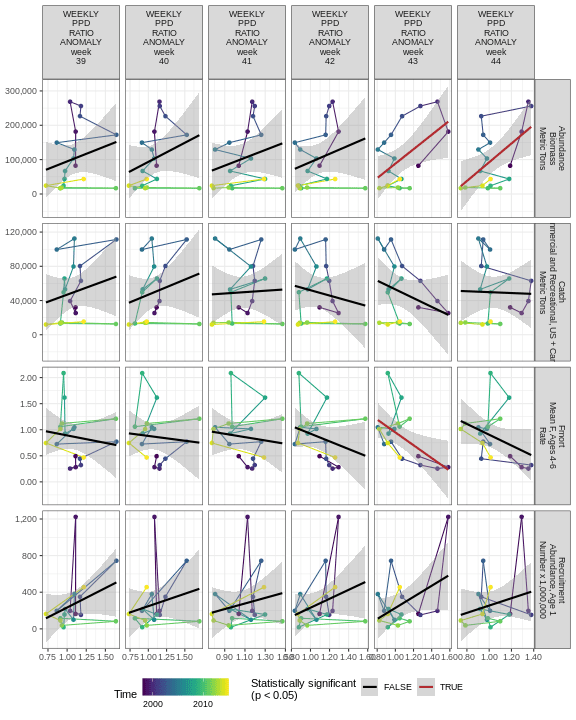 WEEKLY PPD RATIO ANOMALY week 39
WEEKLY PPD RATIO ANOMALY week 40
WEEKLY PPD RATIO ANOMALY week 41
WEEKLY PPD RATIO ANOMALY week 42
WEEKLY PPD RATIO ANOMALY week 43
WEEKLY PPD RATIO ANOMALY week 44
300,000
200,000
100,000
0
Abundance
Biomass
Metric Tons
120,000
80,000
40,000
0
Catch
mercial and Recreational, US +
Metric Tons
2.00
1.50
1.00
0.50
0.00
Fmort
Mean F, Ages 4-6
Rate
1,200
800
400
0
Recruitment
Abundance, Age 1
Number x 1,000,000
0.75 1.00 1.25 1.50
0.75 1.00 1.25 1.50
0.90 1.10 1.30
1.00 1.20 1.40
0.80 1.00 1.20 1.40
0.80 1.00 1.20 1.40
Time
2000 2010
Statistically significant
(p < 0.05)
FALSE
TRUE